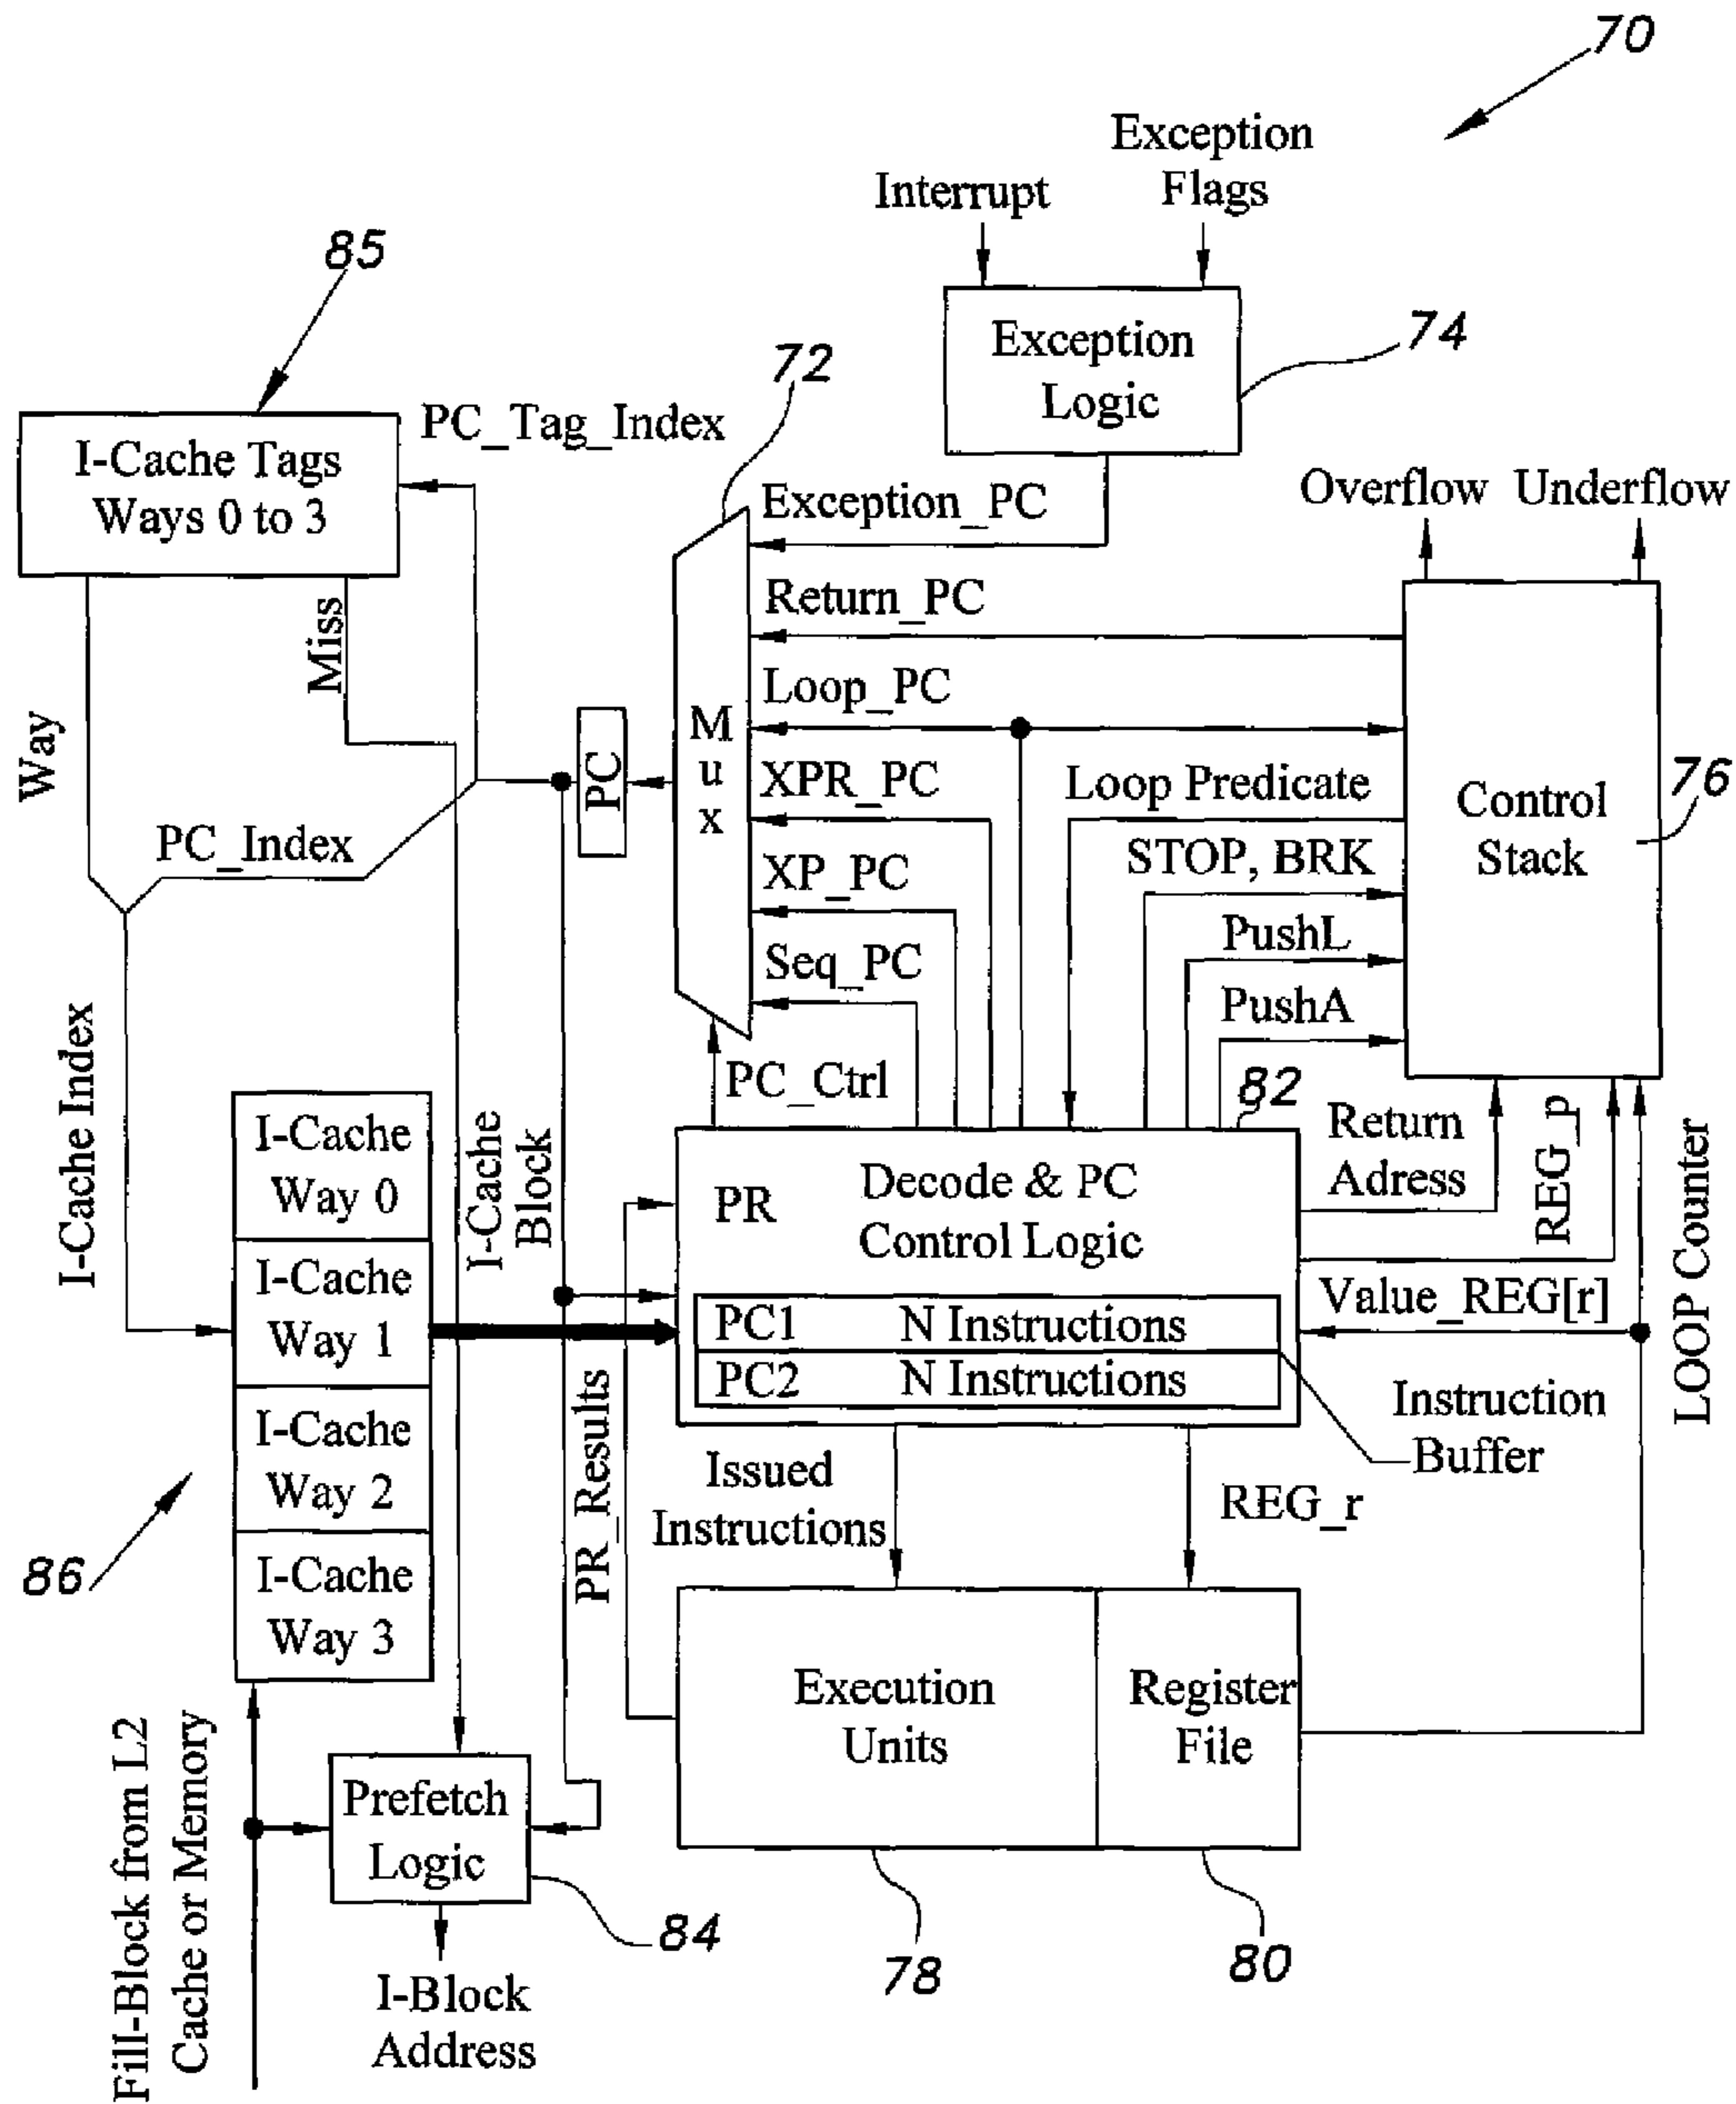 70
Exception
Flags
Interrupt
85
72
Exception
Logic
74
I-Cache Tags
Ways 0 to 3
PC_Tag_Index
Exception_PC
Overflow
Underflow
Return_PC
Miss
Way
Loop_PC
M
u
x
PC
XPR_PC
Loop Predicate
Control
Stack
76
PC_Index
XP_PC
STOP, BRK
PushL
Seq_PC
PushA
PC_Ctrl
82
I-Cache Index
I-Cache
Block
Return
Adress
REG_p
LOOP Counter
I-Cache
Way 0
I-Cache
Way 1
I-Cache
Way 2
I-Cache
Way 3
86
PR
Decode & PC
Control Logic
PC1 N Instructions
PC2 N Instructions
Value_REG[r]
Instruction
Buffer
PR_Results
Issued
Instructions
REG_r
Execution
Units
Register
File
Fill-Block from L2
Cache or Memory
Prefetch
Logic
84
78
80
I-Block
Address